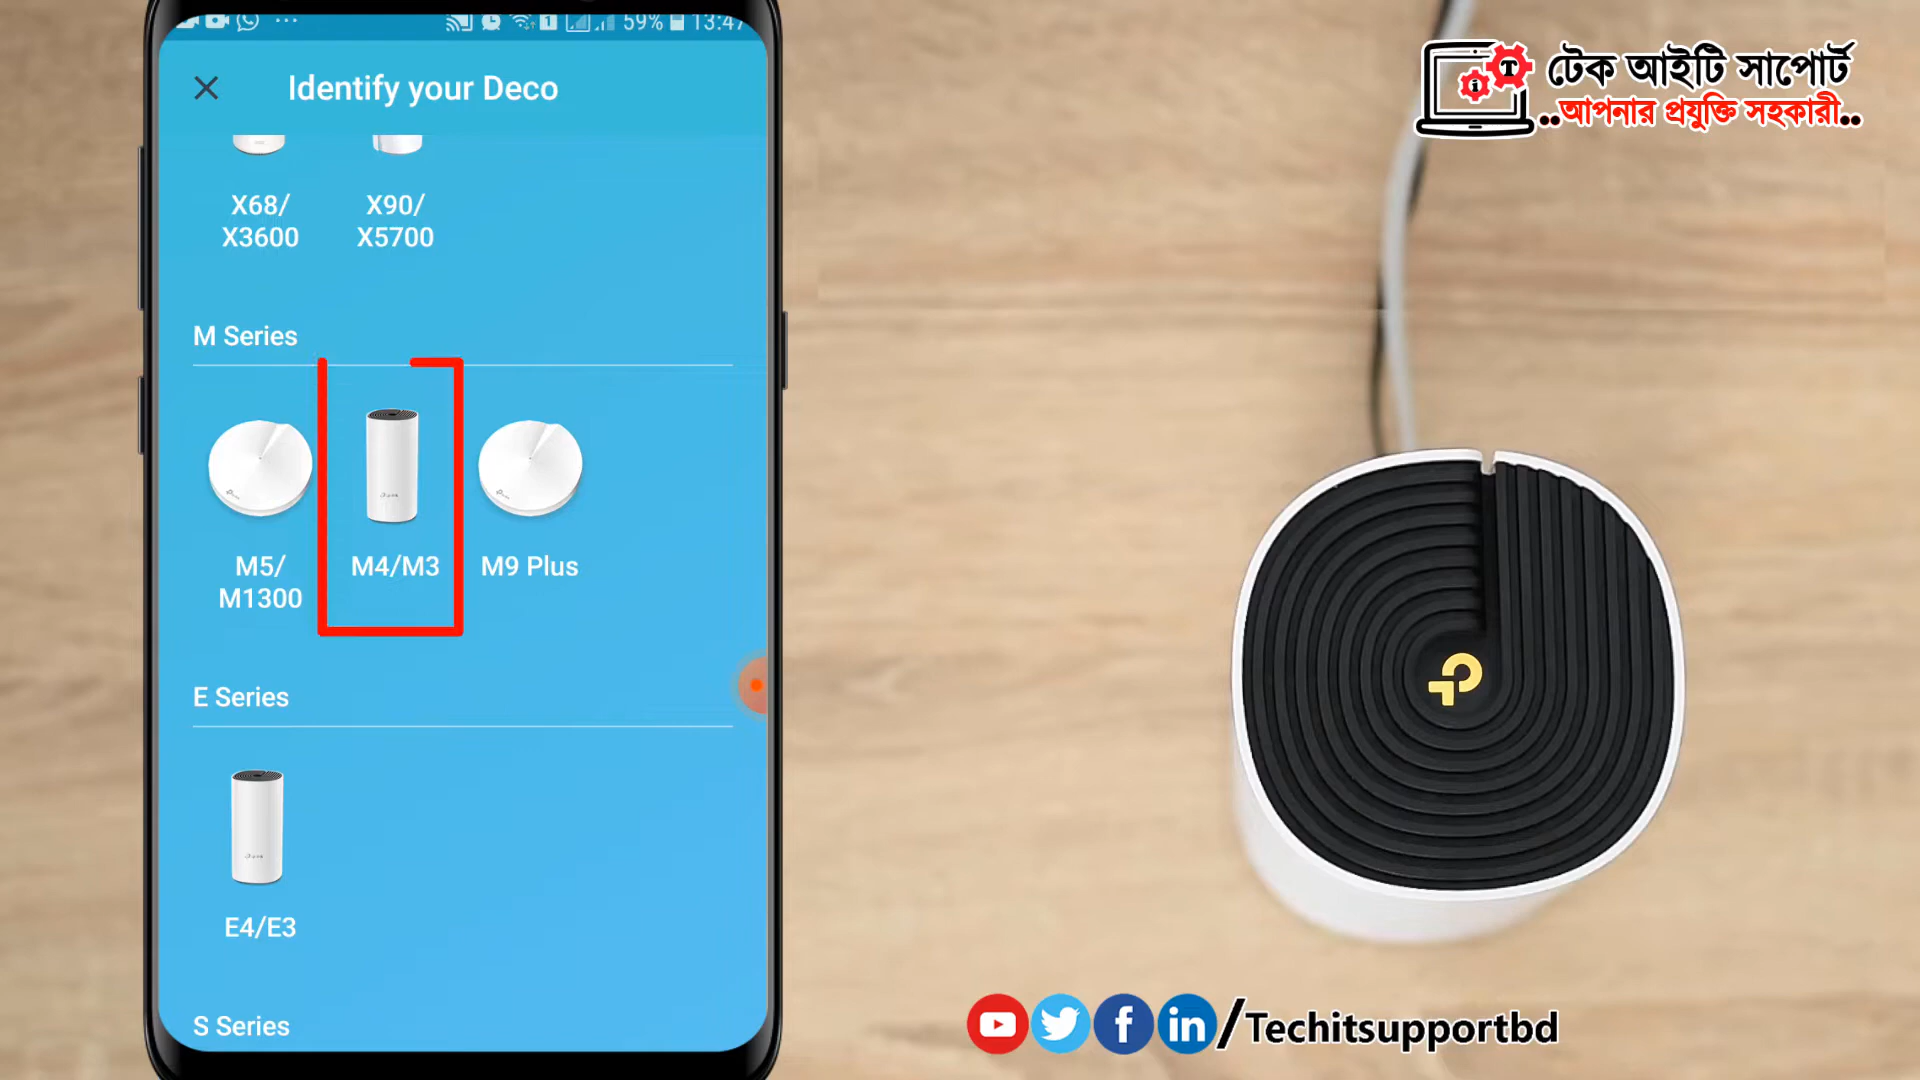 59% 13:47
Identify your Deco
X68/
X3600
X90/
X5700
M Series
M5/
M1300
M4/M3
M9 Plus
E Series
E4/E3
S Series
টেক আইটি সাপোর্ট
..আপনার প্রযুক্তি সহকারী..
/Techitsupportbd